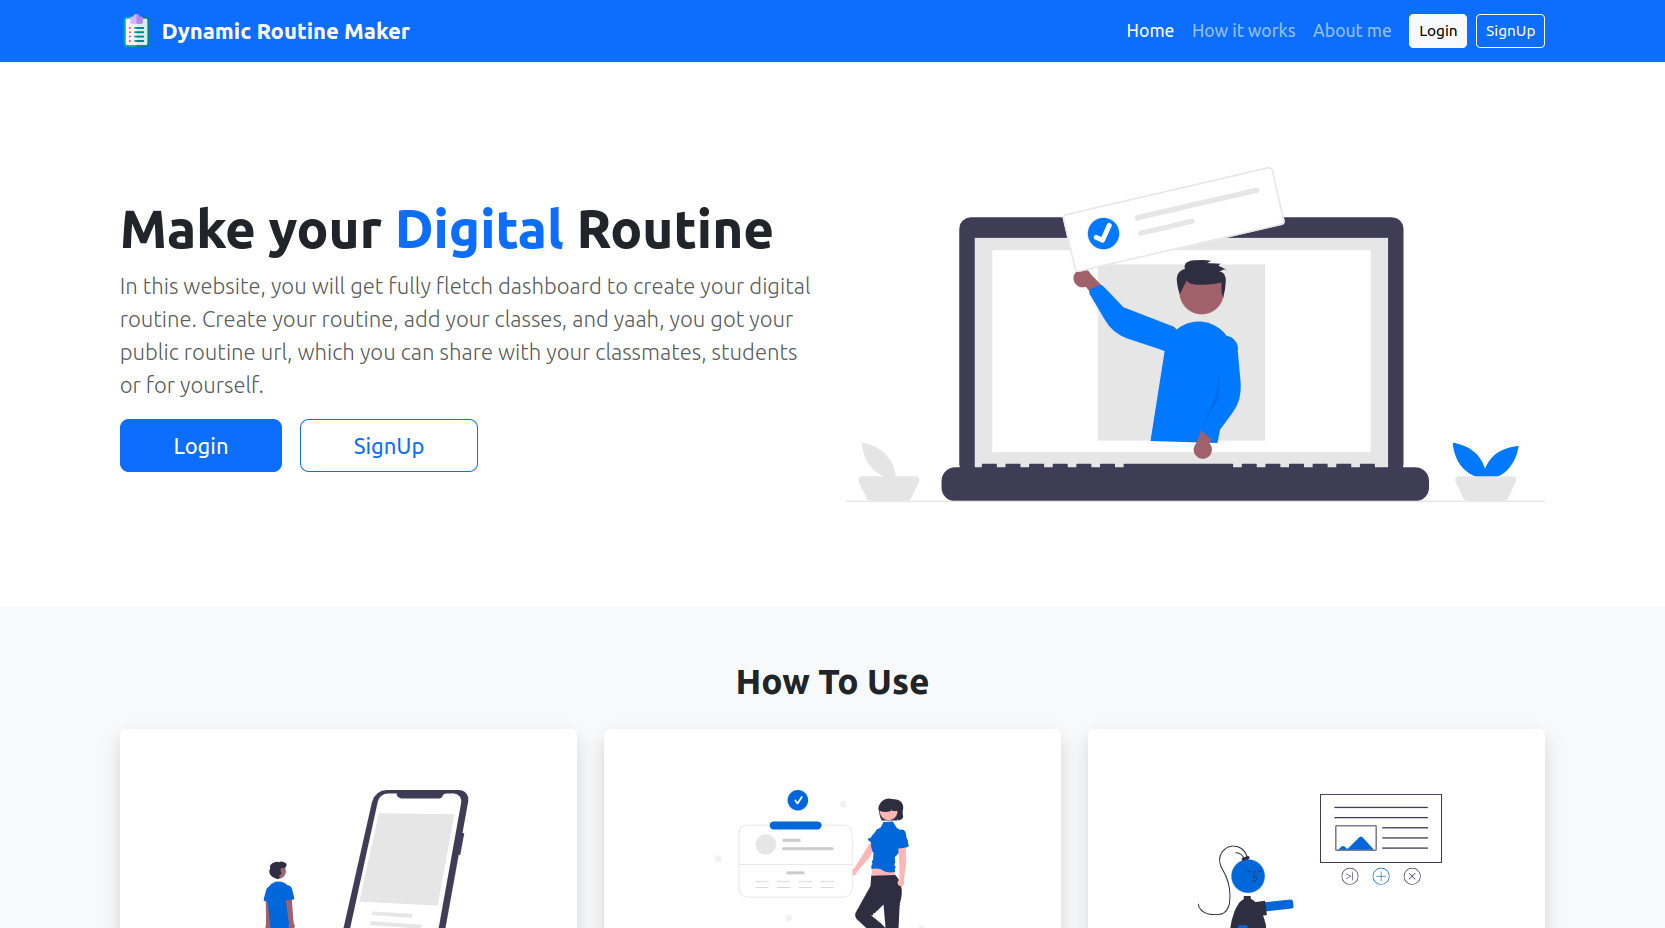 Dynamic Routine Maker
Home How it works About me Login SignUp
Make your Digital Routine
In this website, you will get fully fletch dashboard to create your digital
routine. Create your routine, add your classes, and yaah, you got your
public routine url, which you can share with your classmates, students
or for yourself.
Login SignUp
How To Use